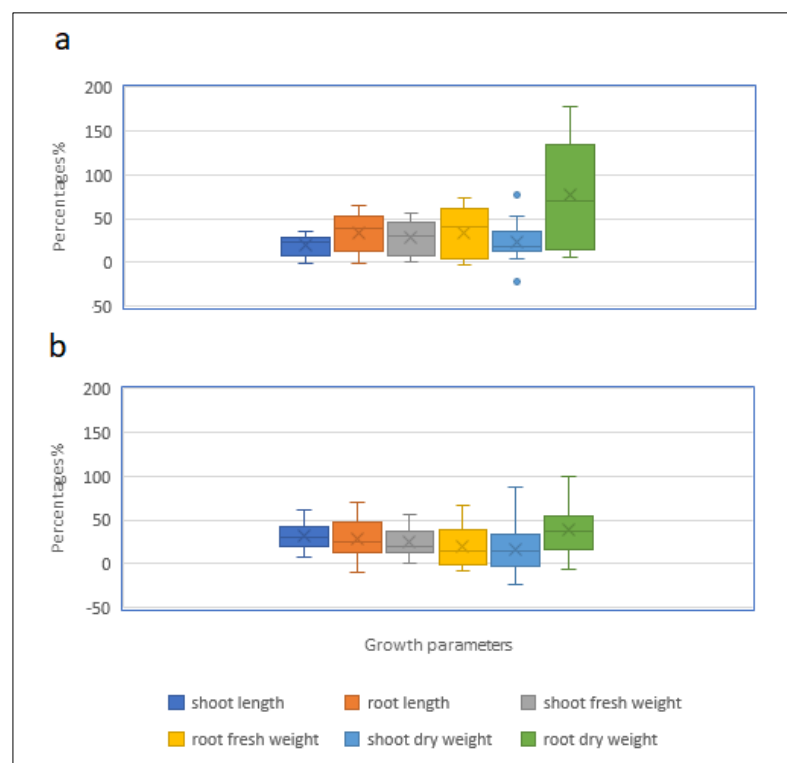 a
200
150
100
50
0
50
Percentages%
b
200
150
100
50
0
-50
Percentages%
Growth parameters
shoot length root length shoot fresh weight
root fresh weight shoot dry weight root dry weight